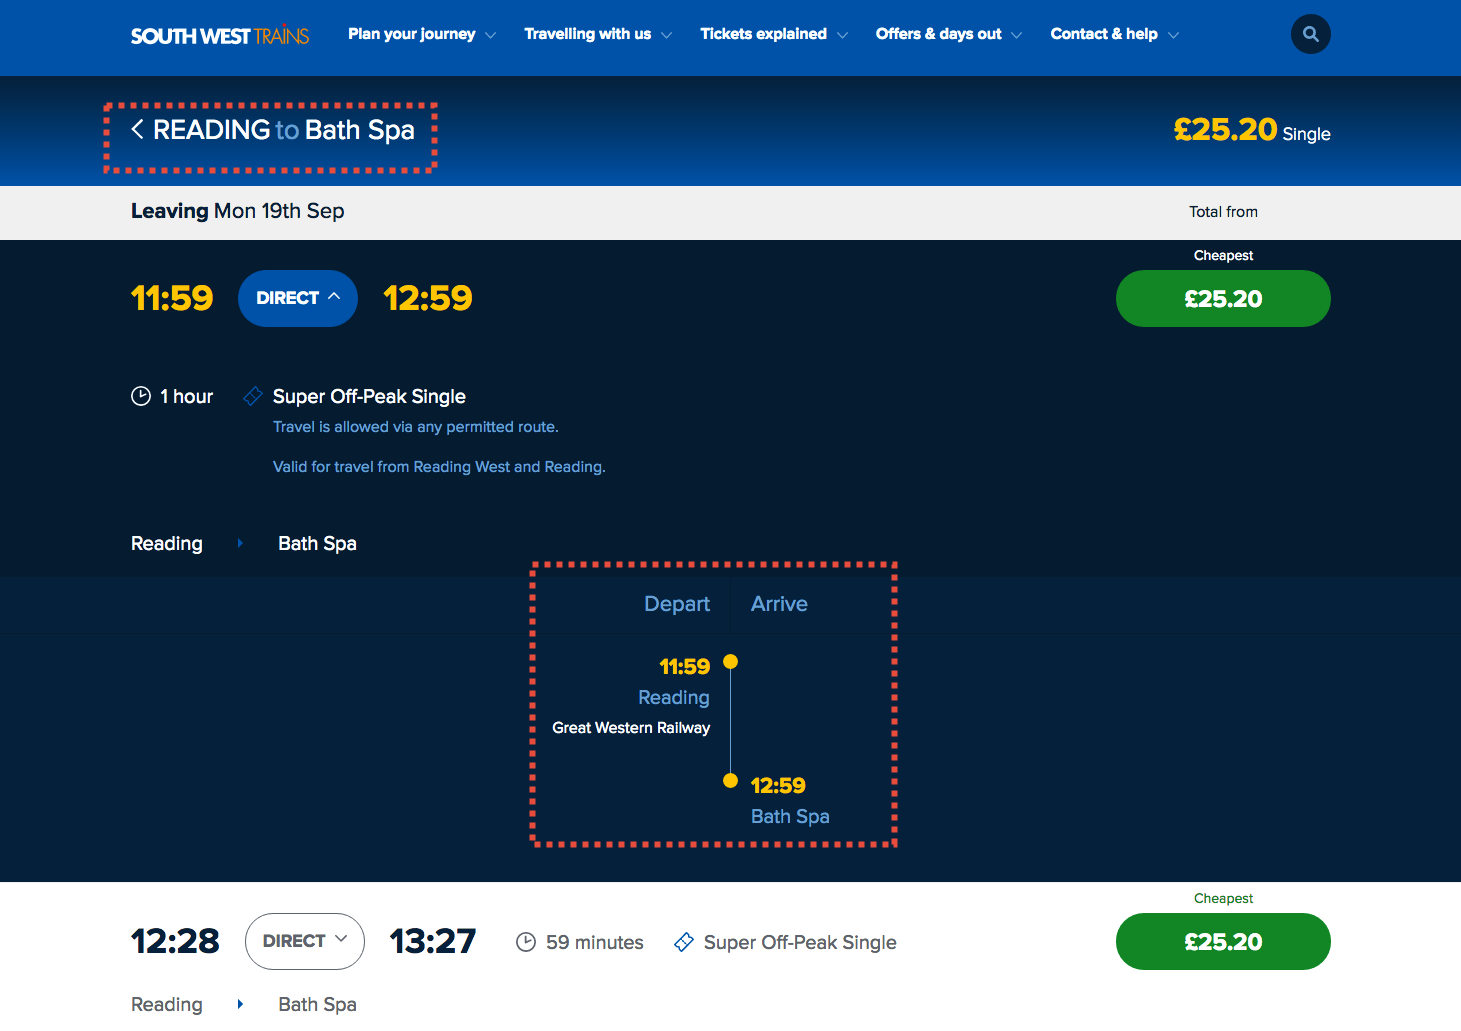 SOUTH WEST TRAINS Plan your journey Travelling with us Tickets explained Offers & days out Contact & help
READING to Bath Spa £25.20 Single
Leaving Mon 19th Sep Total from
Cheapest
11:59 DIRECT 12:59 £25.20
1 hour Super Off-Peak Single
Travel is allowed via any permitted route.
Valid for travel from Reading West and Reading.
Reading Bath Spa
Depart Arrive
11:59
Reading
Great Western Railway
12:59
Bath Spa
Cheapest
12:28 DIRECT 13:27 59 minutes Super Off-Peak Single £25.20
Reading Bath Spa